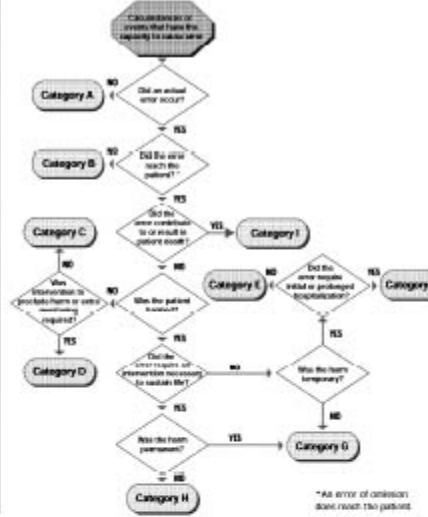 Circumstances or
events that have the
capacity to cause error
Did an actual
error occur?
NO
Category A
YES
Did the error
reach the
patient? *
NO
Category B
YES
Did the
error contribute
to or result in
patient death?
YES
Category I
NO
Was the patient
harmed?
NO
Was
intervention to
preclude harm or extra
monitoring
required?
NO
Category C
YES
Category D
YES
Did the
error require an
intervention necessary
to sustain life?
NO
Was the harm
temporary?
YES
Did the
error require
initial or prolonged
hospitalization?
NO
Category E
YES
Category
NO
Category G
YES
Was the harm
permanent?
YES
NO
Category H
*An error of omission
does reach the patient.